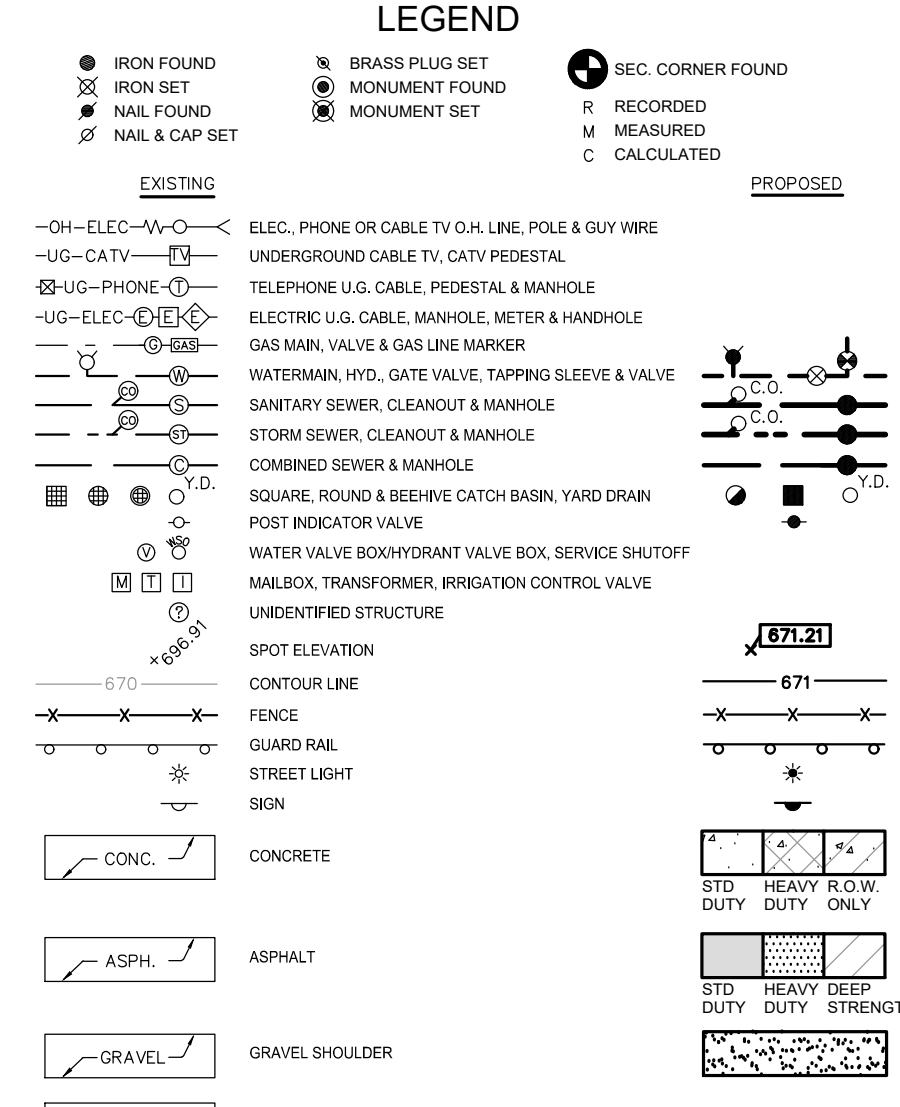 LEGEND
IRON FOUND
IRON SET
NAIL FOUND
NAIL & CAP SET
BRASS PLUG SET
MONUMENT FOUND
MONUMENT SET
SEC. CORNER FOUND
R RECORDED
M MEASURED
C CALCULATED
EXISTING
PROPOSED
-OH-ELEC- ELEC., PHONE OR CABLE TV O.H. LINE, POLE & GUY WIRE
-UG-CATV- TV UNDERGROUND CABLE TV, CATV PEDESTAL
-UG-PHONE- T TELEPHONE U.G. CABLE, PEDESTAL & MANHOLE
-UG-ELEC- E E E ELECTRIC U.G. CABLE, MANHOLE, METER & HANDHOLE
G GAS GAS MAIN, VALVE & GAS LINE MARKER
W WATERMAIN, HYD., GATE VALVE, TAPPING SLEEVE & VALVE
CO S SANITARY SEWER, CLEANOUT & MANHOLE C.O.
CO ST STORM SEWER, CLEANOUT & MANHOLE C.O.
C COMBINED SEWER & MANHOLE
Y.D. SQUARE, ROUND & BEEHIVE CATCH BASIN, YARD DRAIN Y.D.
POST INDICATOR VALVE
V WSO WATER VALVE BOX/HYDRANT VALVE BOX, SERVICE SHUTOFF
M T I MAILBOX, TRANSFORMER, IRRIGATION CONTROL VALVE
? UNIDENTIFIED STRUCTURE
+696.91 SPOT ELEVATION 671.21
670 CONTOUR LINE 671
X X X FENCE X X X
GUARD RAIL
STREET LIGHT
SIGN
CONC. CONCRETE
STD DUTY
HEAVY DUTY
R.O.W. ONLY
ASPH. ASPHALT
STD DUTY
HEAVY DUTY
DEEP STRENGT
GRAVEL GRAVEL SHOULDER